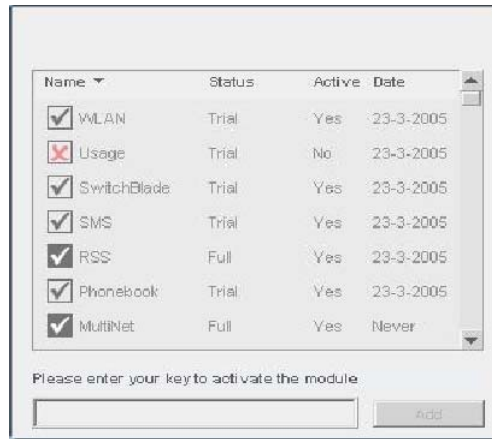 Name Status Active Date
WLAN Trial Yes 23-3-2005
Usage Trial No 23-3-2005
SwitchBlade Trial Yes 23-3-2005
SMS Trial Yes 23-3-2005
RSS Full Yes 23-3-2005
Phonebook Trial Yes 23-3-2005
MultiNet Full Yes Never
Please enter your key to activate the module
Add